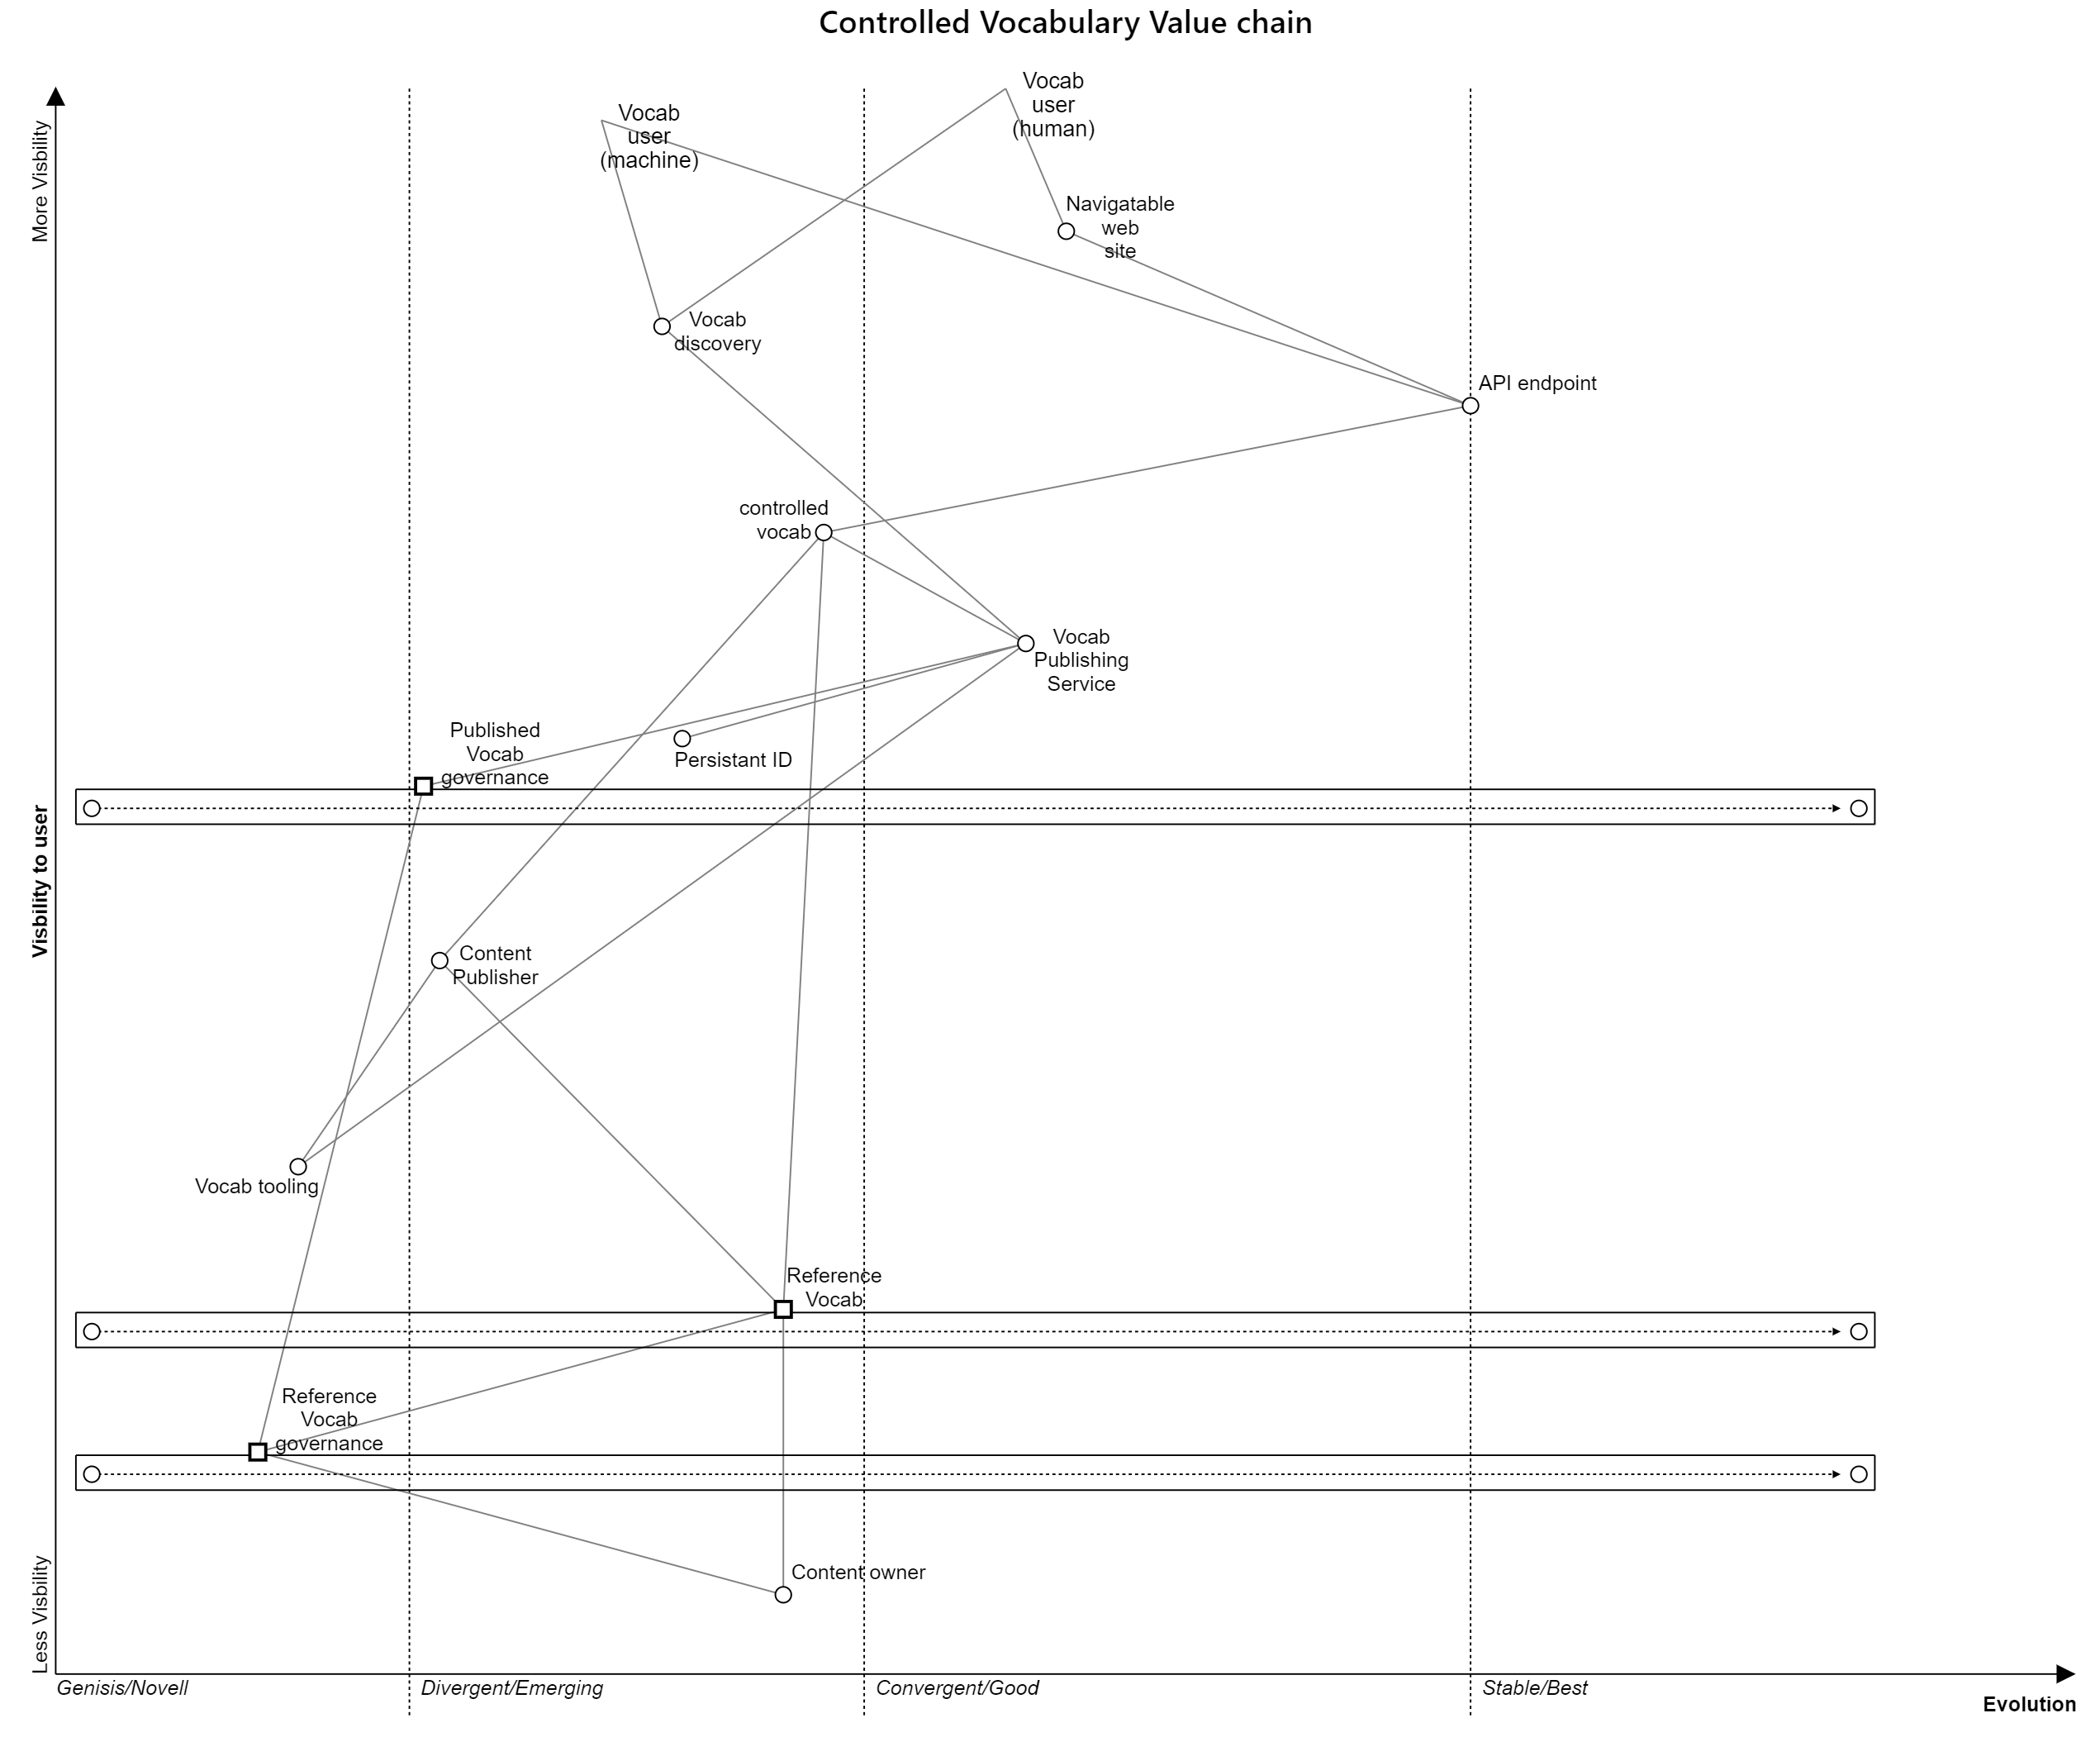 Controlled Vocabulary Value chain
More Visbility
Visbility to user
Less Visbility
Vocab
user
(human)
Vocab
user
(machine)
Navigatable
web
site
Vocab
discovery
API endpoint
controlled
vocab
Vocab
Publishing
Service
Published
Vocab
governance
Persistant ID
Content
Publisher
Vocab tooling
Reference
Vocab
Reference
Vocab
governance
Content owner
Genisis/Novell
Divergent/Emerging
Convergent/Good
Stable/Best
Evolution